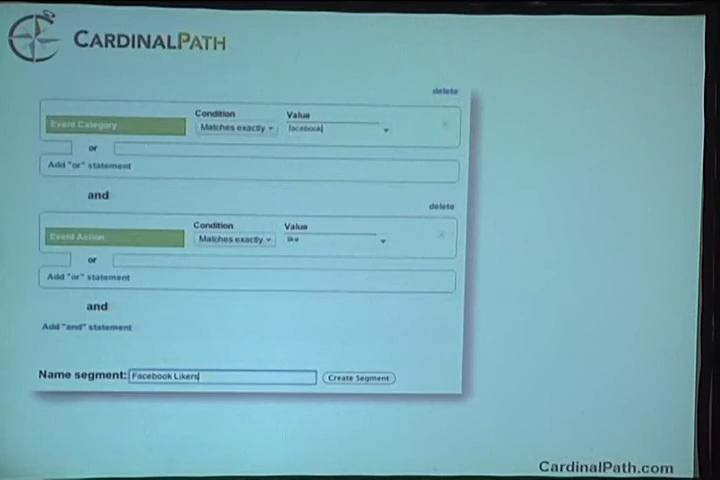 CARDINALPATH
delete
Condition Value
Event Category Matches exactly facebook
or
Add "or" statement
and
delete
Condition Value
Event Action Matches exactly like
or
Add "or" statement
and
Add "and" statement
Name segment: Facebook Likers Create Segment
CardinalPath.com